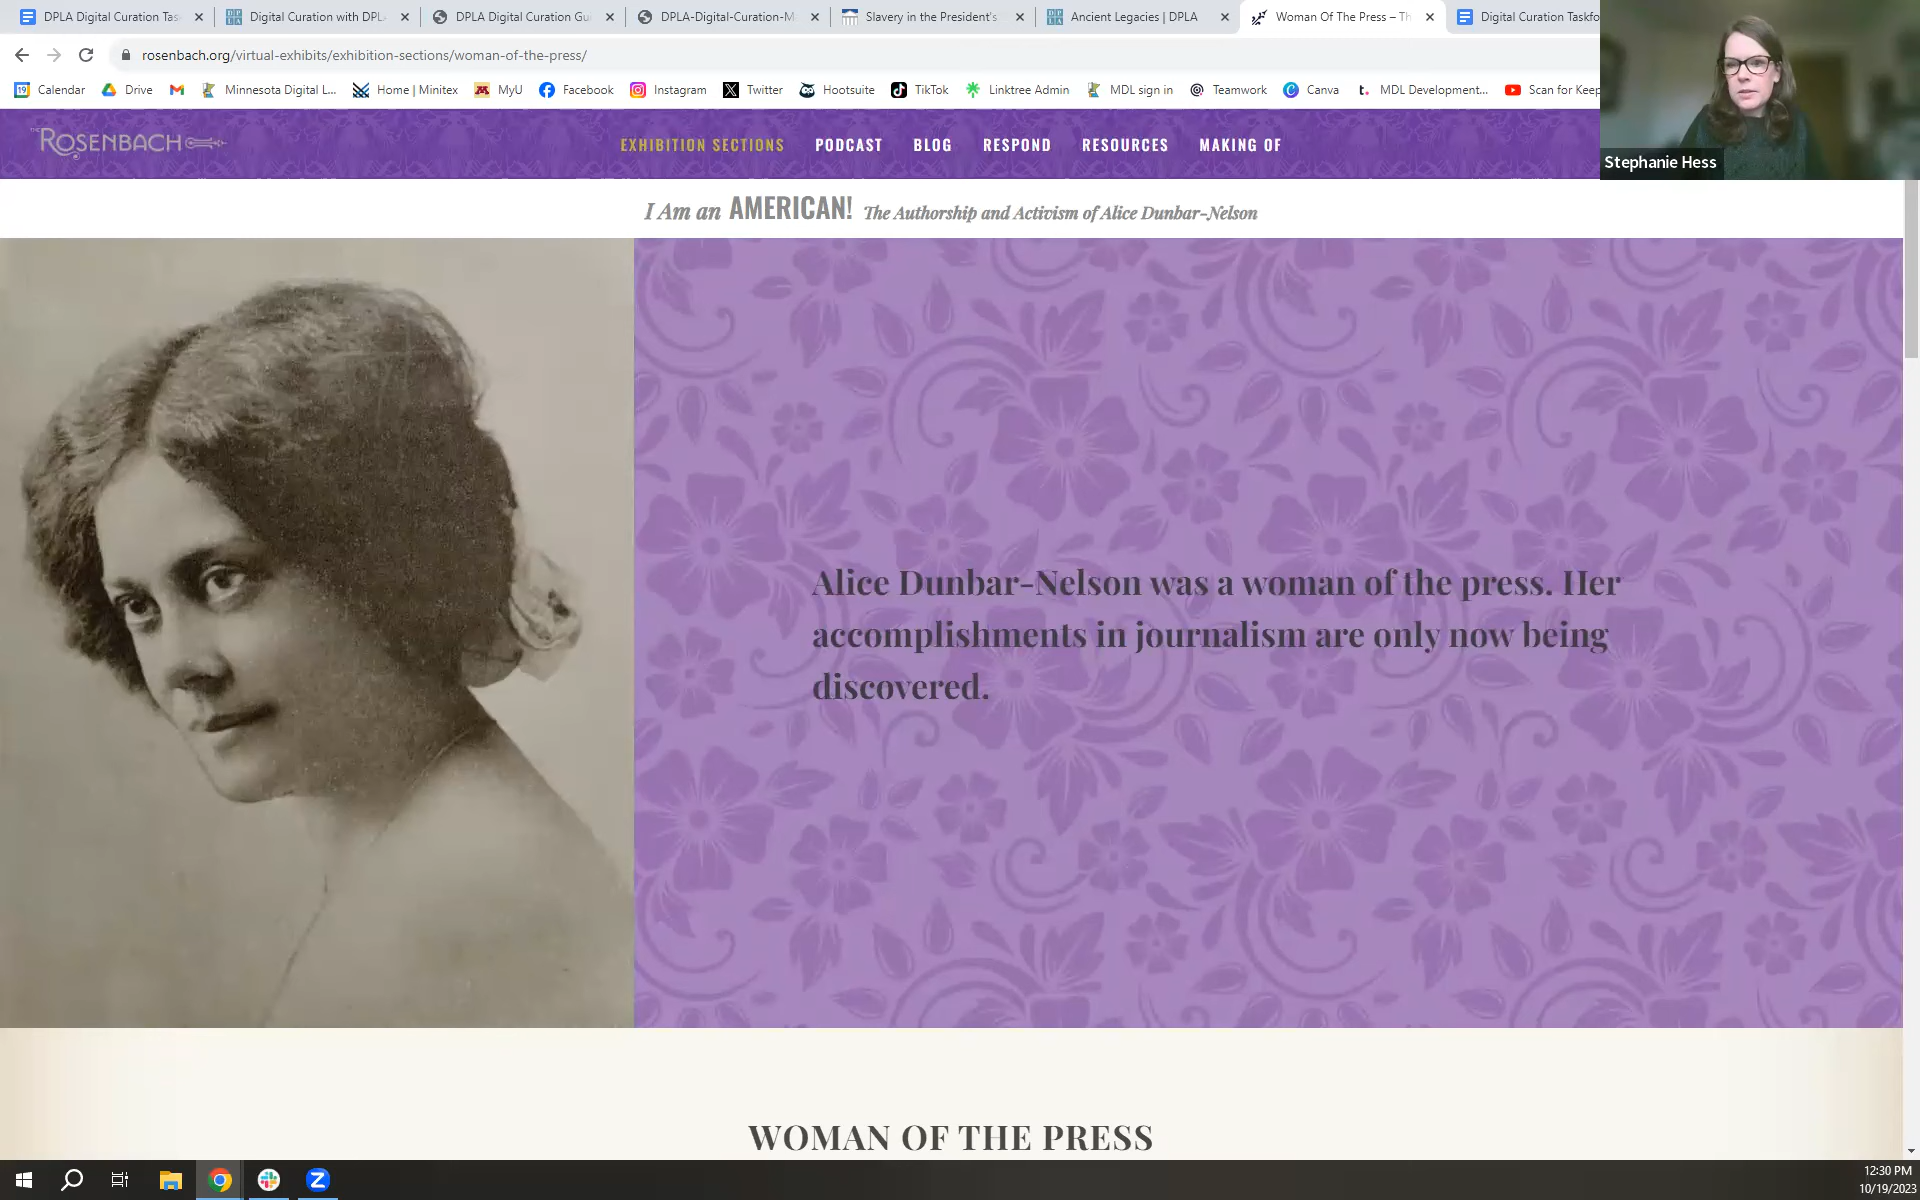 DPLA Digital Curation Tas
Digital Curation with DPL
DPLA Digital Curation Gu
DPLA-Digital-Curation-M
Slavery in the President's
Ancient Legacies | DPLA
Woman Of The Press – Th
Digital Curation Taskfo
rosenbach.org/virtual-exhibits/exhibition-sections/woman-of-the-press/
Calendar
Drive
Minnesota Digital L...
Home | Minitex
MyU
Facebook
Instagram
Twitter
Hootsuite
TikTok
Linktree Admin
MDL sign in
Teamwork
Canva
MDL Development...
Scan for Keep
Stephanie Hess
THE ROSENBACH
EXHIBITION SECTIONS
PODCAST
BLOG
RESPOND
RESOURCES
MAKING OF
I Am an AMERICAN! The Authorship and Activism of Alice Dunbar-Nelson
Alice Dunbar-Nelson was a woman of the press. Her
accomplishments in journalism are only now being
discovered.
WOMAN OF THE PRESS
12:30 PM
10/19/2023